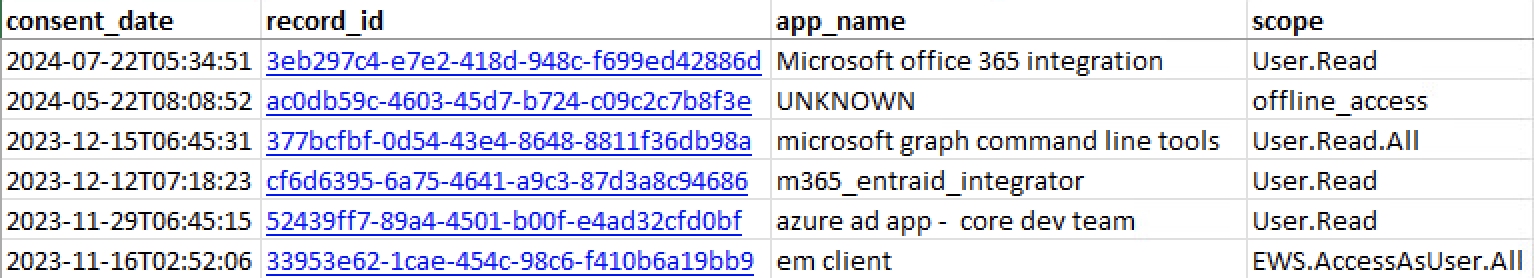 consent_date record_id app_name scope
2024-07-22T05:34:51 3eb297c4-e7e2-418d-948c-f699ed42886d Microsoft office 365 integration User.Read
2024-05-22T08:08:52 ac0db59c-4603-45d7-b724-c09c2c7b8f3e UNKNOWN offline_access
2023-12-15T06:45:31 377bcfbf-0d54-43e4-8648-8811f36db98a microsoft graph command line tools User.Read.All
2023-12-12T07:18:23 cf6d6395-6a75-4641-a9c3-87d3a8c94686 m365_entraid_integrator User.Read
2023-11-29T06:45:15 52439ff7-89a4-4501-b00f-e4ad32cfd0bf azure ad app -  core dev team User.Read
2023-11-16T02:52:06 33953e62-1cae-454c-98c6-f410b6a19bb9 em client EWS.AccessAsUser.All